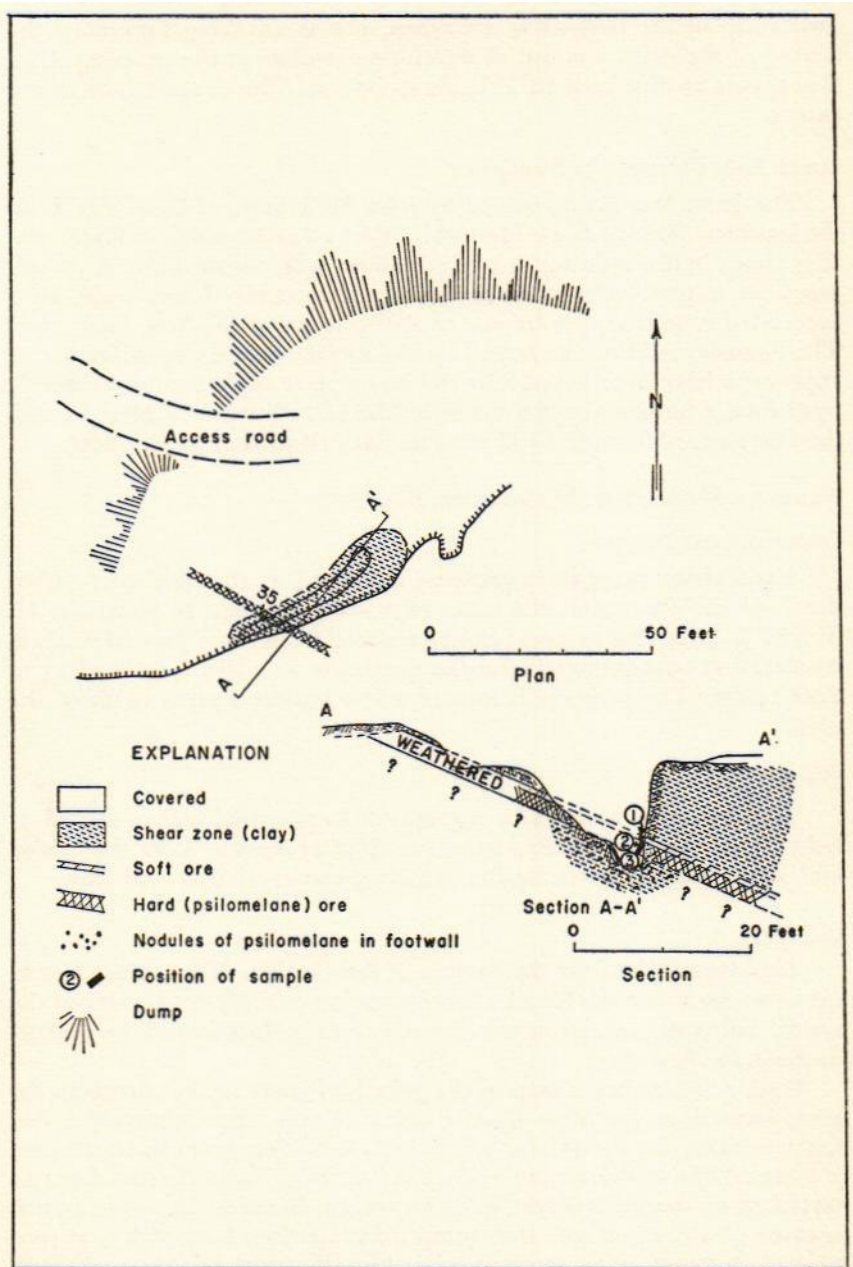 N
Access road
A'
35
A
0 50 Feet
Plan
A
A'
WEATHERED
?
?
?
?
?
1
2
3
Section A-A'
0 20 Feet
Section
EXPLANATION
Covered
Shear zone (clay)
Soft ore
Hard (psilomelane) ore
Nodules of psilomelane in footwall
2 Position of sample
Dump